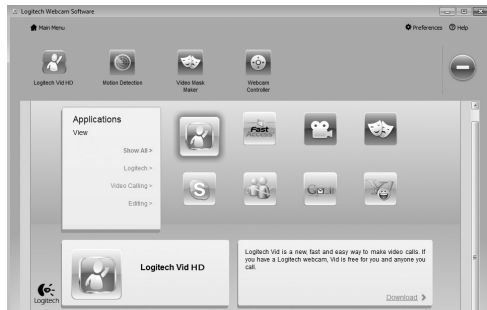 Logitech Webcam Software
Main Menu
Preferences
Help
Logitech Vid HD
Motion Detection
Video Mask
Maker
Webcam
Controller
Applications
View
Show All >
Logitech >
Video Calling >
Editing >
Fast
Access
S
Gmail
Logitech Vid HD
Logitech Vid is a new, fast and easy way to make video calls. If
you have a Logitech webcam, Vid is free for you and anyone you
call.
Download >
Logitech